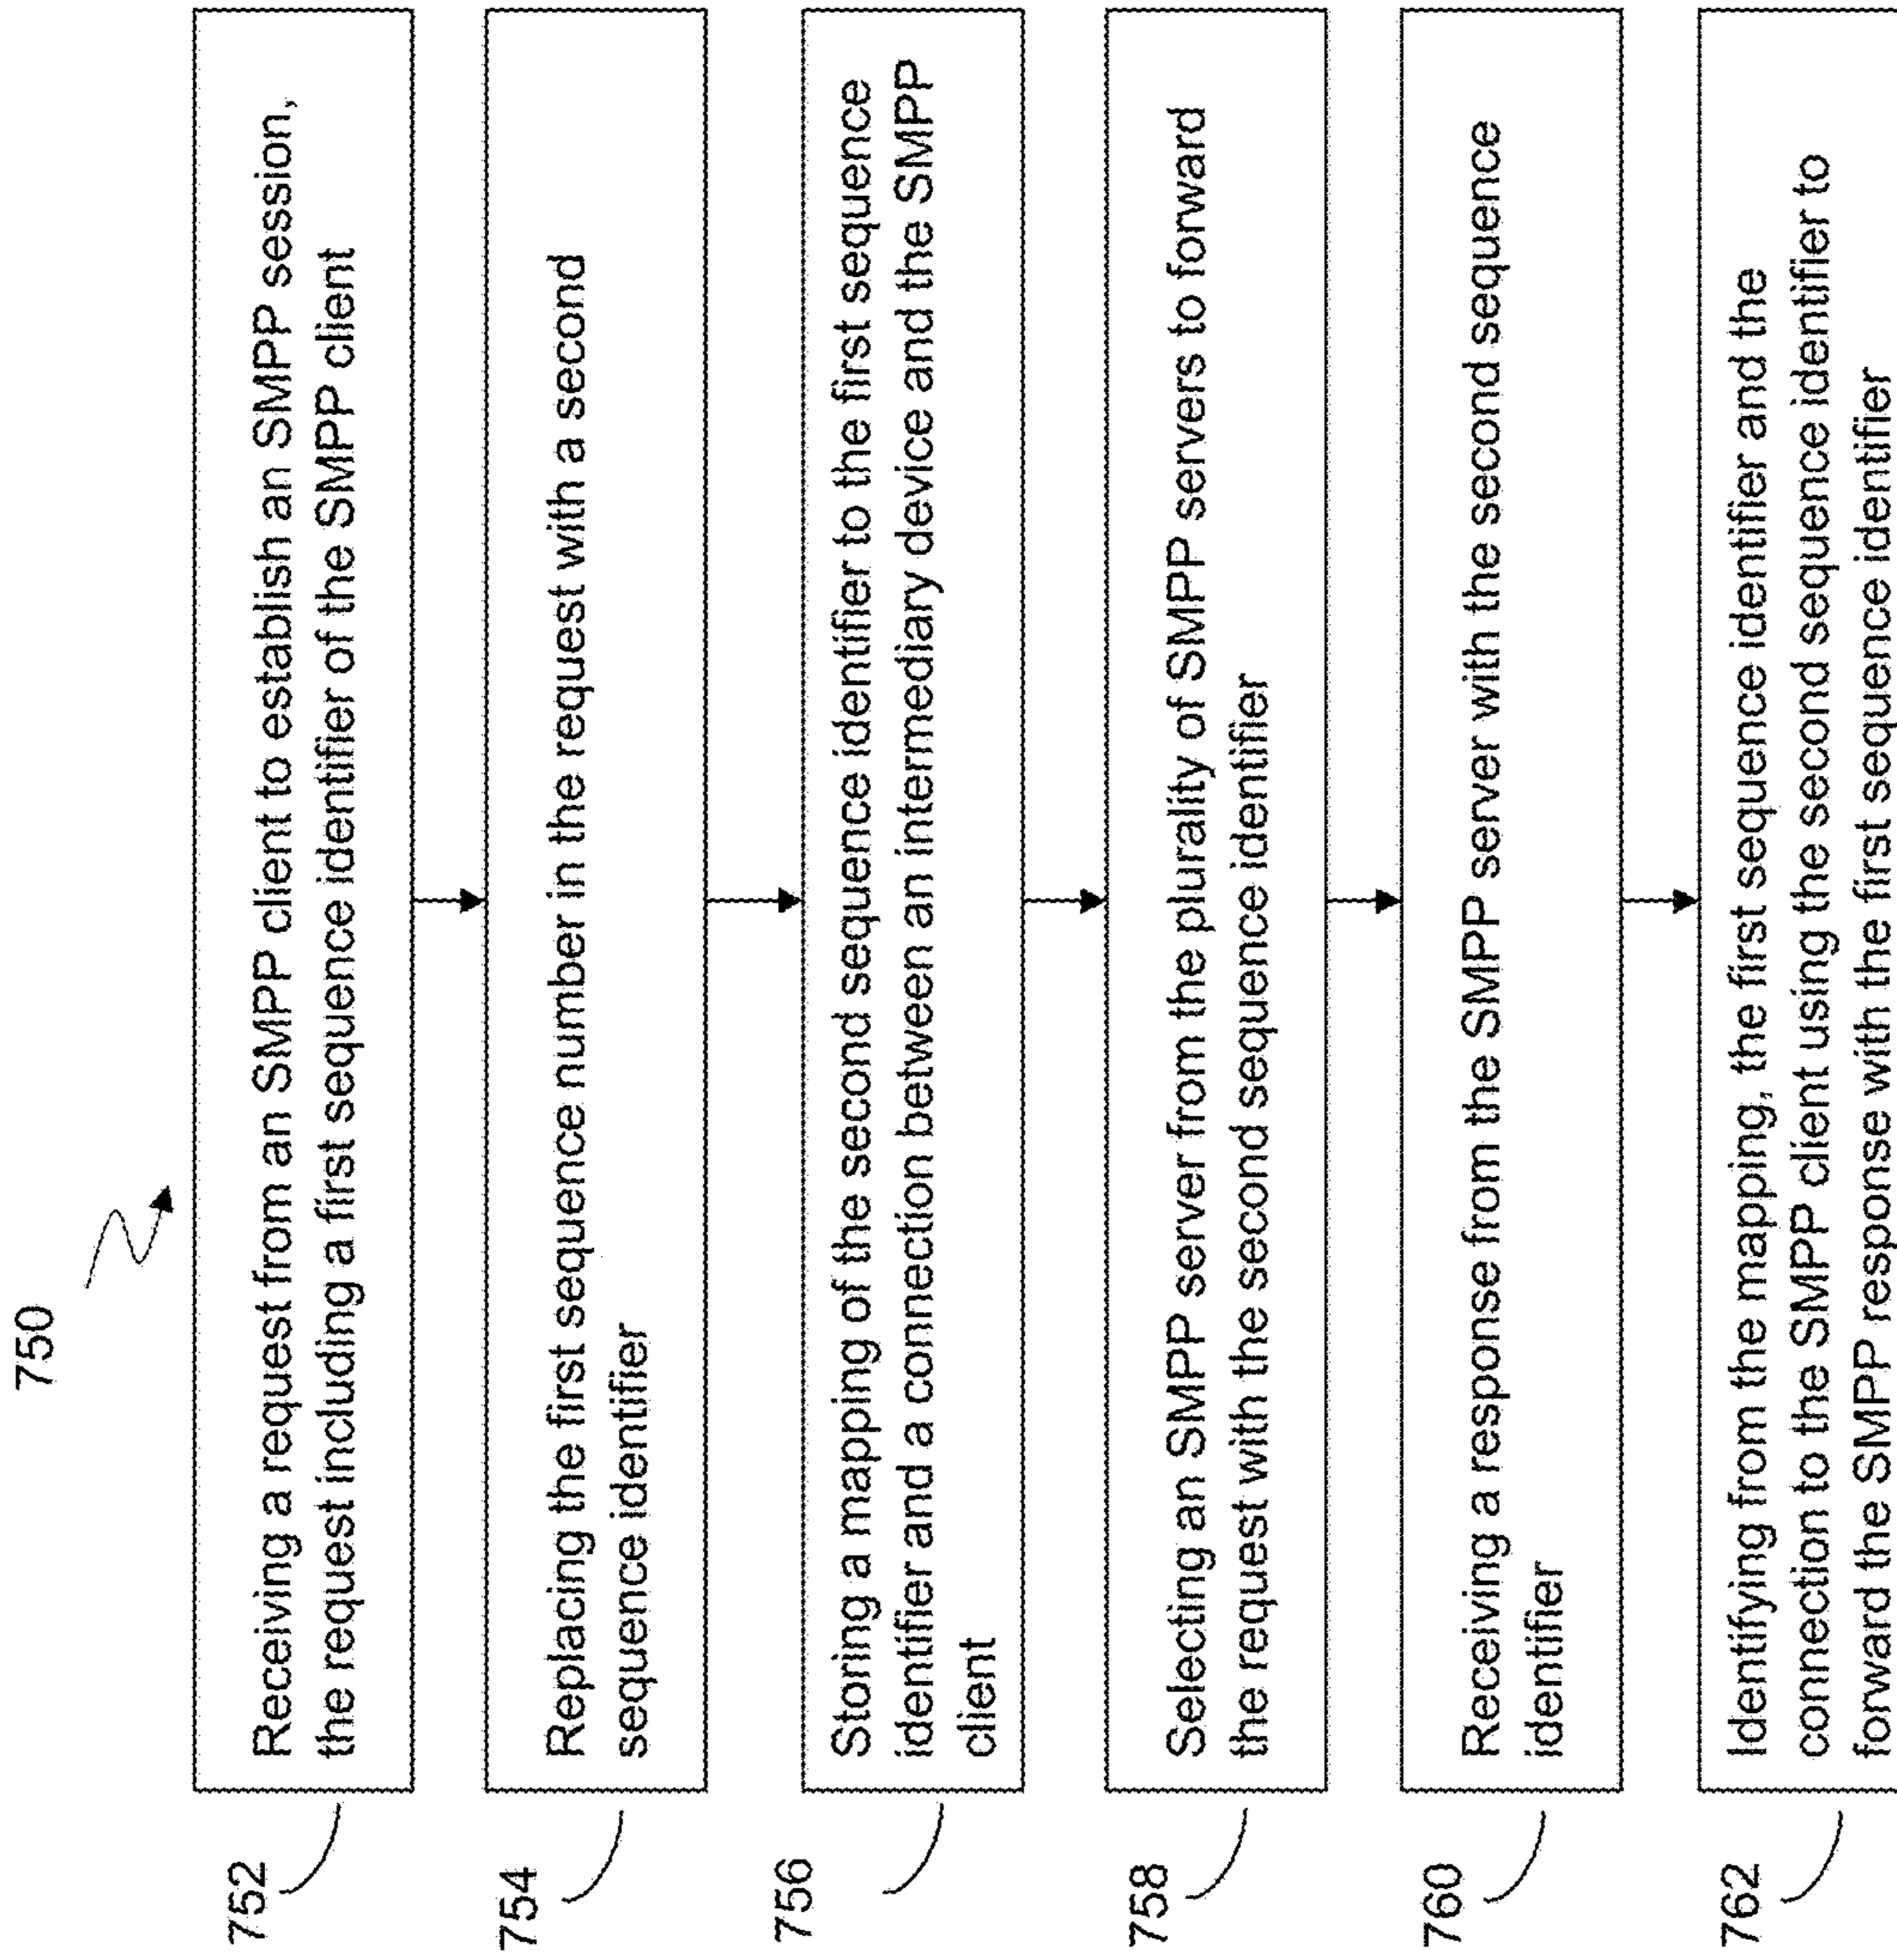 750
752
Receiving a request from an SMPP client to establish an SMPP session,
the request including a first sequence identifier of the SMPP client
754
Replacing the first sequence number in the request with a second
sequence identifier
756
Storing a mapping of the second sequence identifier to the first sequence
identifier and a connection between an intermediary device and the SMPP
client
758
Selecting an SMPP server from the plurality of SMPP servers to forward
the request with the second sequence identifier
760
Receiving a response from the SMPP server with the second sequence
identifier
762
Identifying from the mapping, the first sequence identifier and the
connection to the SMPP client using the second sequence identifier to
forward the SMPP response with the first sequence identifier